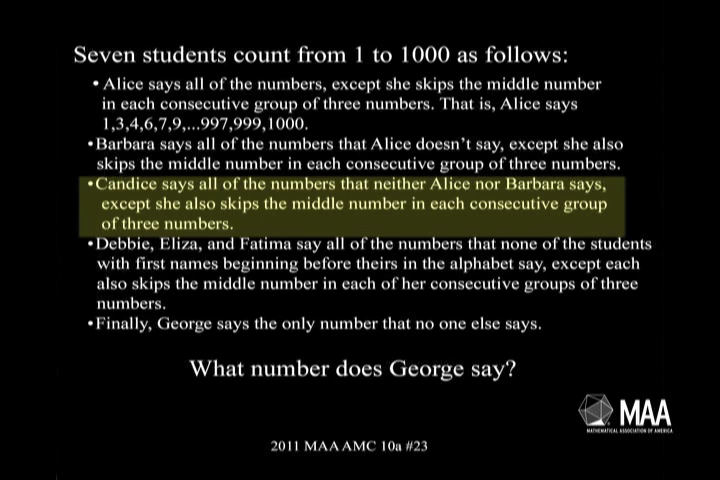 Seven students count from 1 to 1000 as follows:
• Alice says all of the numbers, except she skips the middle number
in each consecutive group of three numbers. That is, Alice says
1,3,4,6,7,9,...997,999,1000.
•Barbara says all of the numbers that Alice doesn't say, except she also
skips the middle number in each consecutive group of three numbers.
•Candice says all of the numbers that neither Alice nor Barbara says,
except she also skips the middle number in each consecutive group
of three numbers.
•Debbie, Eliza, and Fatima say all of the numbers that none of the students
with first names beginning before theirs in the alphabet say, except each
also skips the middle number in each of her consecutive groups of three
numbers.
•Finally, George says the only number that no one else says.
What number does George say?
MAA
MATHEMATICAL ASSOCIATION OF AMERICA
2011 MAA AMC 10a #23